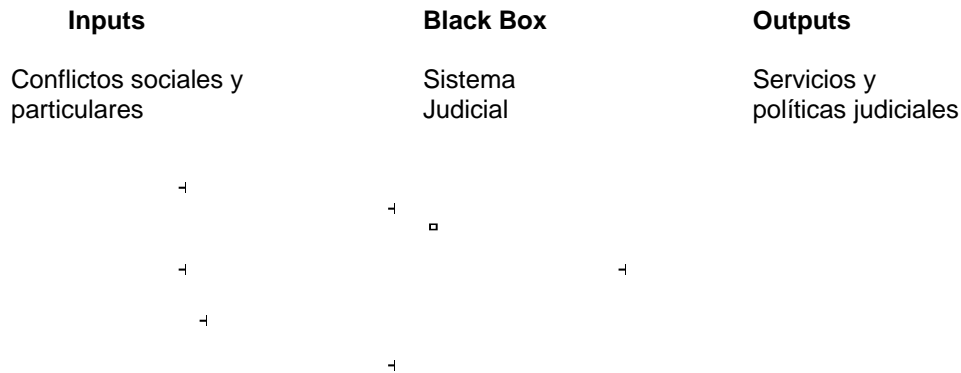 Inputs Black Box Outputs
Conflictos sociales y Sistema Servicios y
particulares Judicial políticas judiciales